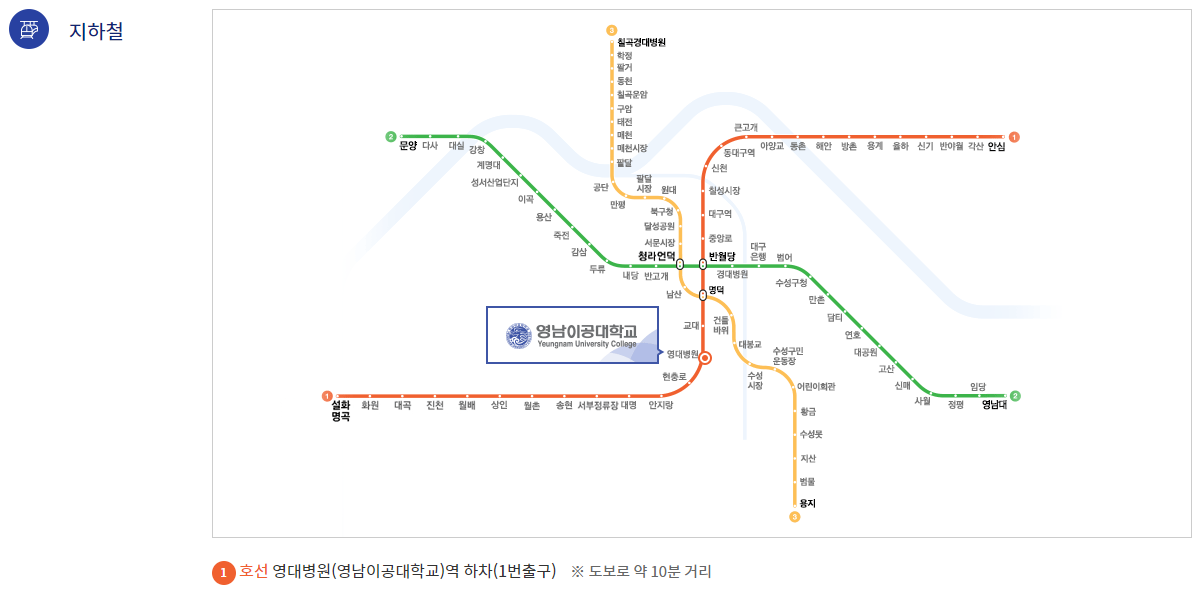 지하철
3
칠곡경대병원
학정
팔거
동천
칠곡운암
구암
태전
매천
매천시장
팔달
공단
만평
팔달
시장
원대
북구청
달성공원
서문시장
청라언덕
남산
명덕
건들
바위
대봉교
수성
시장
수성구민
운동장
어린이회관
황금
수성못
지산
범물
용지
3
2
문양
다사
대실
강창
계명대
성서산업단지
이곡
용산
죽전
감삼
두류
내당
반고개
반월당
경대병원
대구
은행
범어
수성구청
만촌
담티
연호
대공원
고산
신매
사월
정평
임당
영남대
2
1
안심
각산
반야월
신기
율하
용계
방촌
해안
동촌
아양교
큰고개
동대구역
신천
칠성시장
대구역
중앙로
교대
영대병원
현충로
안지랑
대명
서부정류장
송현
월촌
상인
월배
진천
대곡
화원
설화
명곡
1
영남이공대학교
Yeungnam University College
1 호선 영대병원(영남이공대학교)역 하차(1번출구) ※ 도보로 약 10분 거리